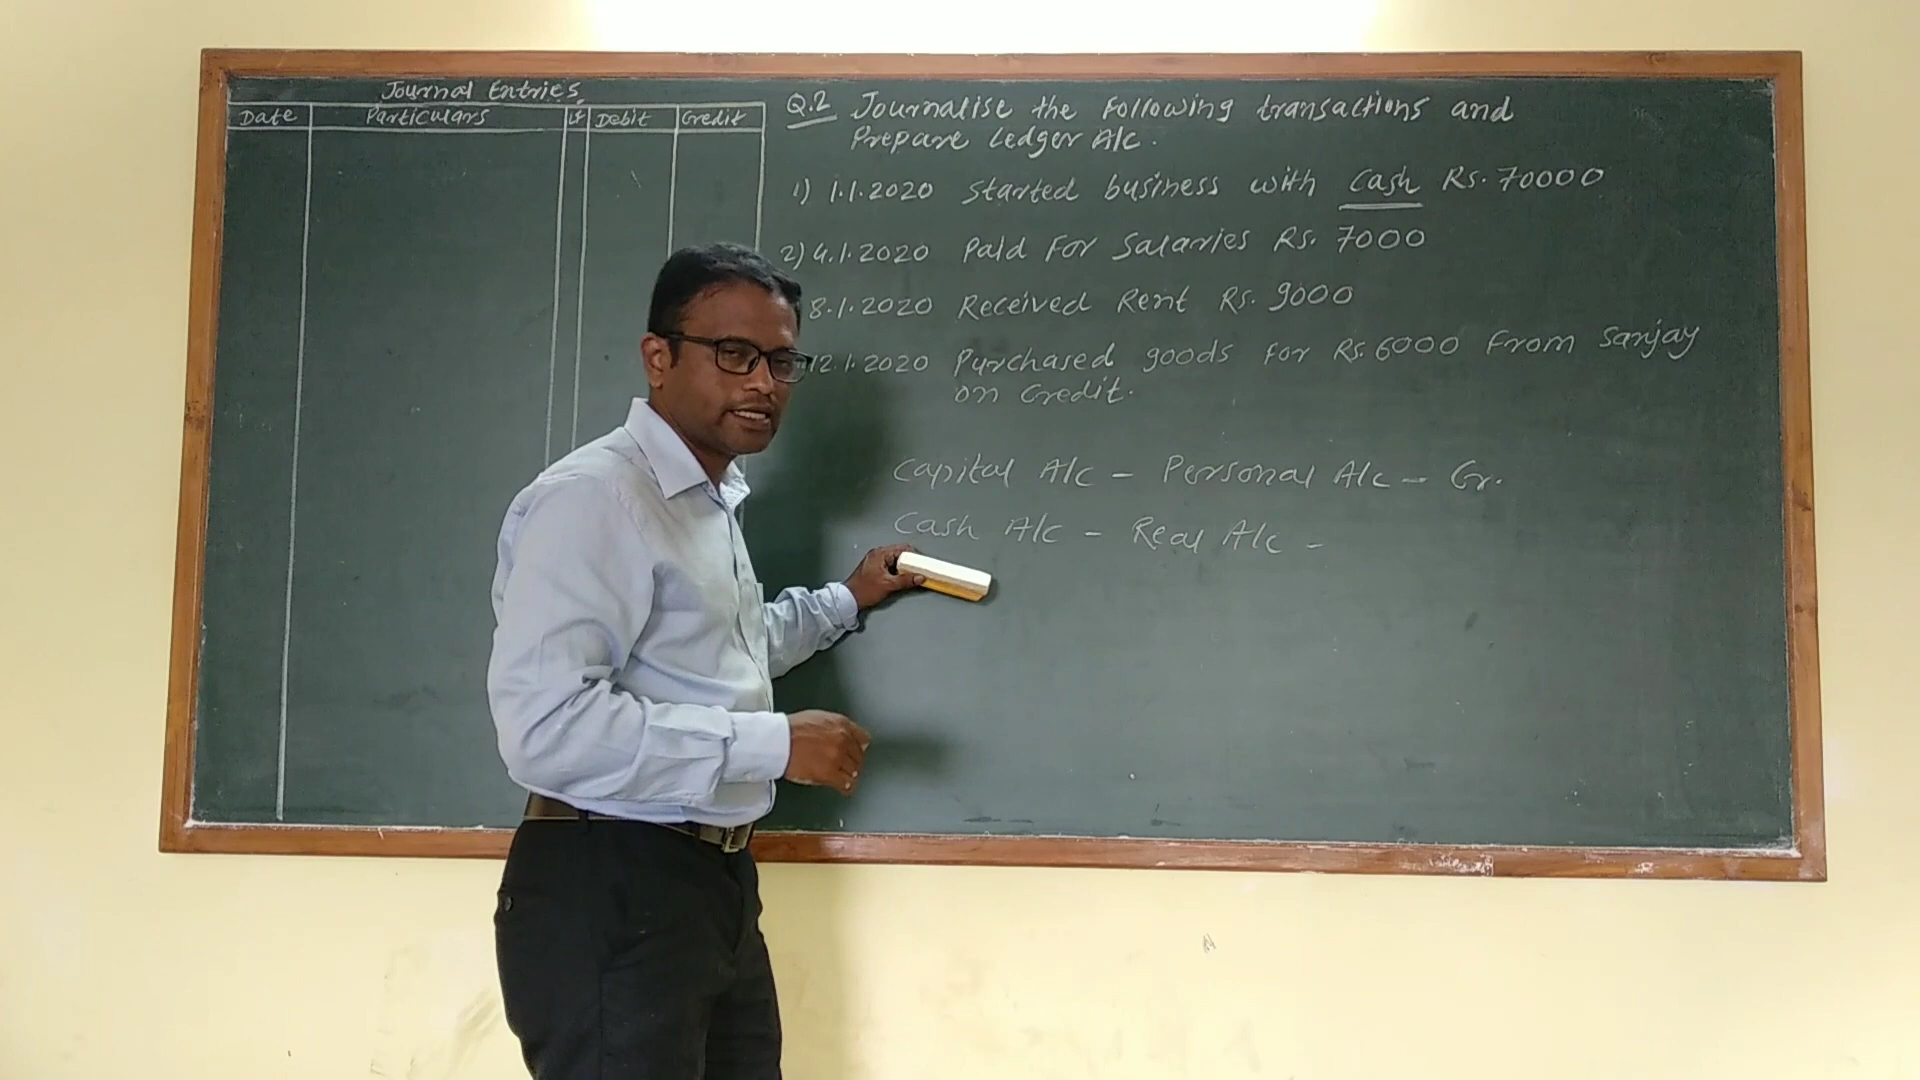 Journal Entries
Date Particulars LF Debit Credit
Q.2 Journalise the Following transactions and
Prepare Ledger A/c.
1) 1.1.2020 Started business with Cash Rs. 70000
2) 4.1.2020 Paid For Salaries Rs. 7000
8.1.2020 Received Rent Rs. 9000
12.1.2020 Purchased goods for Rs. 6000 From Sanjay
on Credit.
Capital A/c - Personal A/c - Cr.
Cash A/c - Real A/c -